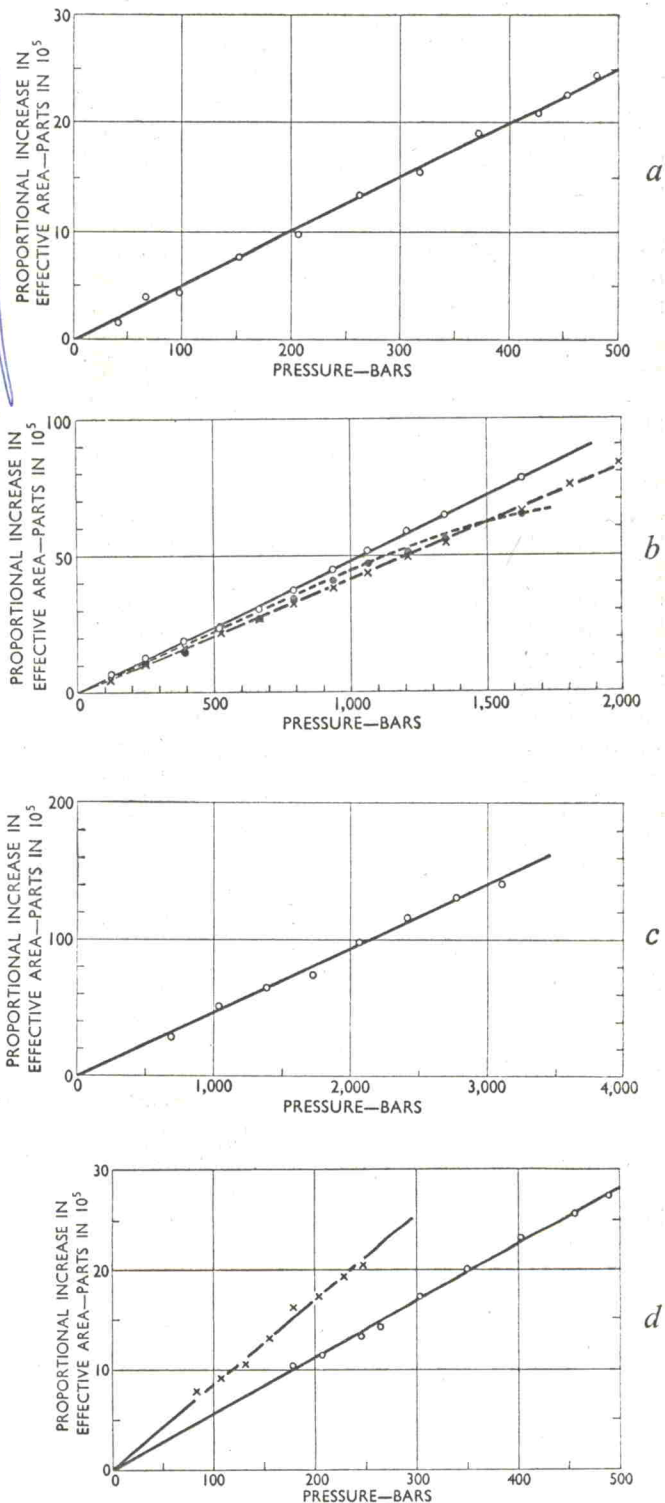 PROPORTIONAL INCREASE IN
EFFECTIVE AREA—PARTS IN 10⁵
30
20
10
0
0 100 200 300 400 500
PRESSURE—BARS
a
PROPORTIONAL INCREASE IN
EFFECTIVE AREA—PARTS IN 10⁵
100
50
0
500 1,000 1,500 2,000
PRESSURE—BARS
b
PROPORTIONAL INCREASE IN
EFFECTIVE AREA—PARTS IN 10⁵
200
100
0
0 1,000 2,000 3,000 4,000
PRESSURE—BARS
c
PROPORTIONAL INCREASE IN
EFFECTIVE AREA—PARTS IN 10⁵
30
20
10
0
0 100 200 300 400 500
PRESSURE—BARS
d